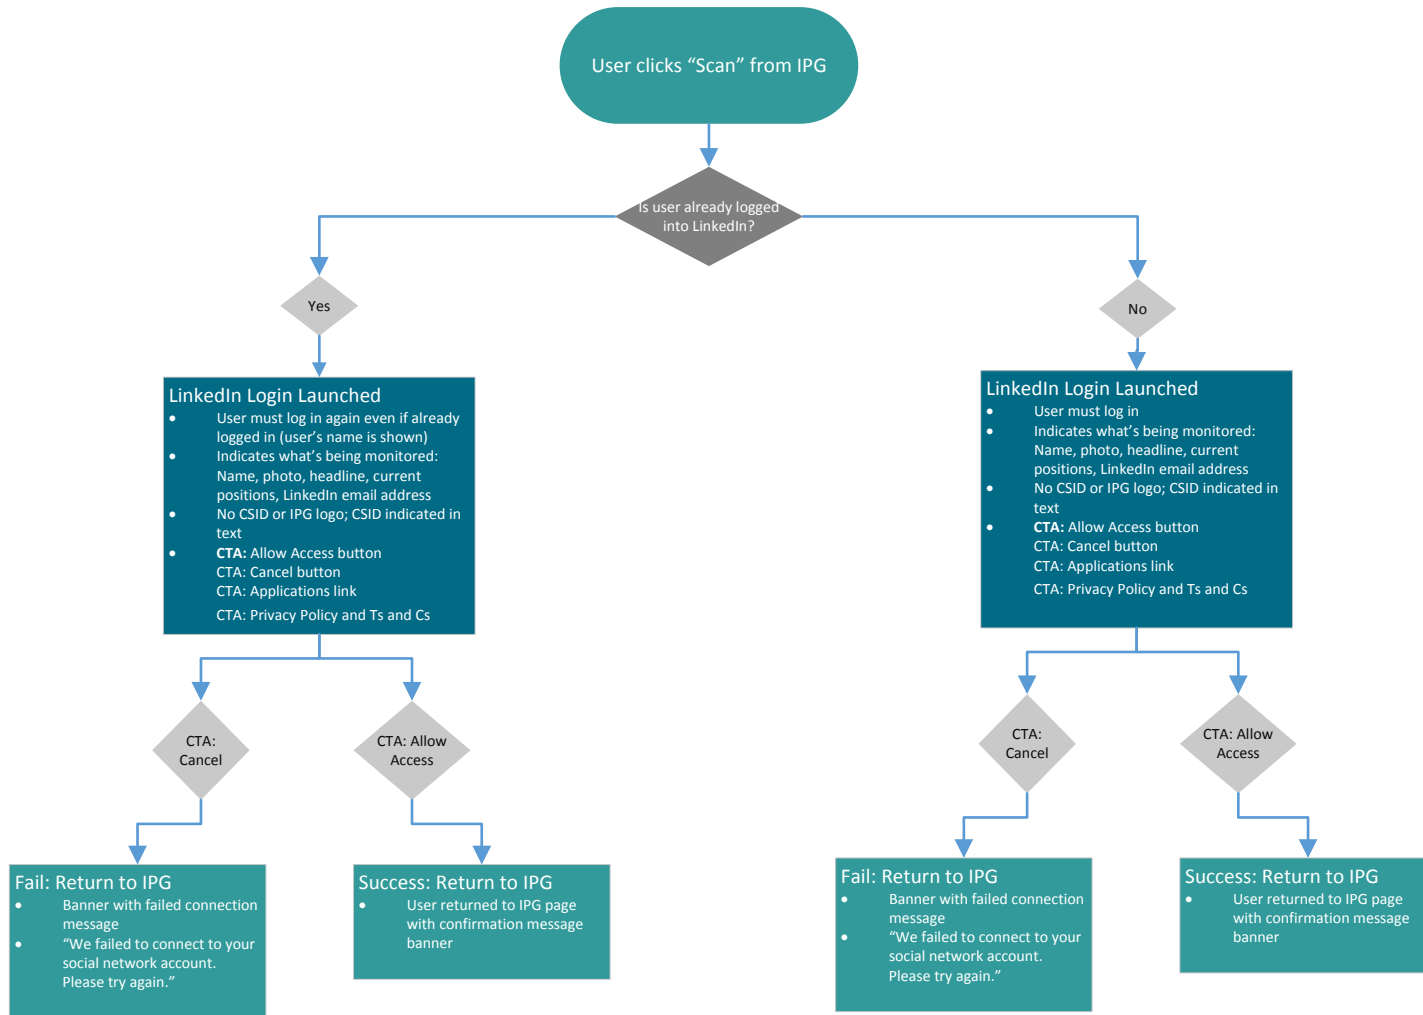 User clicks “Scan” from IPG
Is user already logged
into LinkedIn?
Yes
No
LinkedIn Login Launched
• User must log in again even if already
logged in (user’s name is shown)
• Indicates what’s being monitored:
Name, photo, headline, current
positions, LinkedIn email address
• No CSID or IPG logo; CSID indicated in
text
• CTA: Allow Access button
CTA: Cancel button
CTA: Applications link
CTA: Privacy Policy and Ts and Cs
LinkedIn Login Launched
• User must log in
• Indicates what’s being monitored:
Name, photo, headline, current
positions, LinkedIn email address
• No CSID or IPG logo; CSID indicated in
text
• CTA: Allow Access button
CTA: Cancel button
CTA: Applications link
CTA: Privacy Policy and Ts and Cs
CTA:
Cancel
CTA: Allow
Access
CTA:
Cancel
CTA: Allow
Access
Fail: Return to IPG
• Banner with failed connection
message
• “We failed to connect to your
social network account.
Please try again.”
Success: Return to IPG
• User returned to IPG page
with confirmation message
banner
Fail: Return to IPG
• Banner with failed connection
message
• “We failed to connect to your
social network account.
Please try again.”
Success: Return to IPG
• User returned to IPG page
with confirmation message
banner